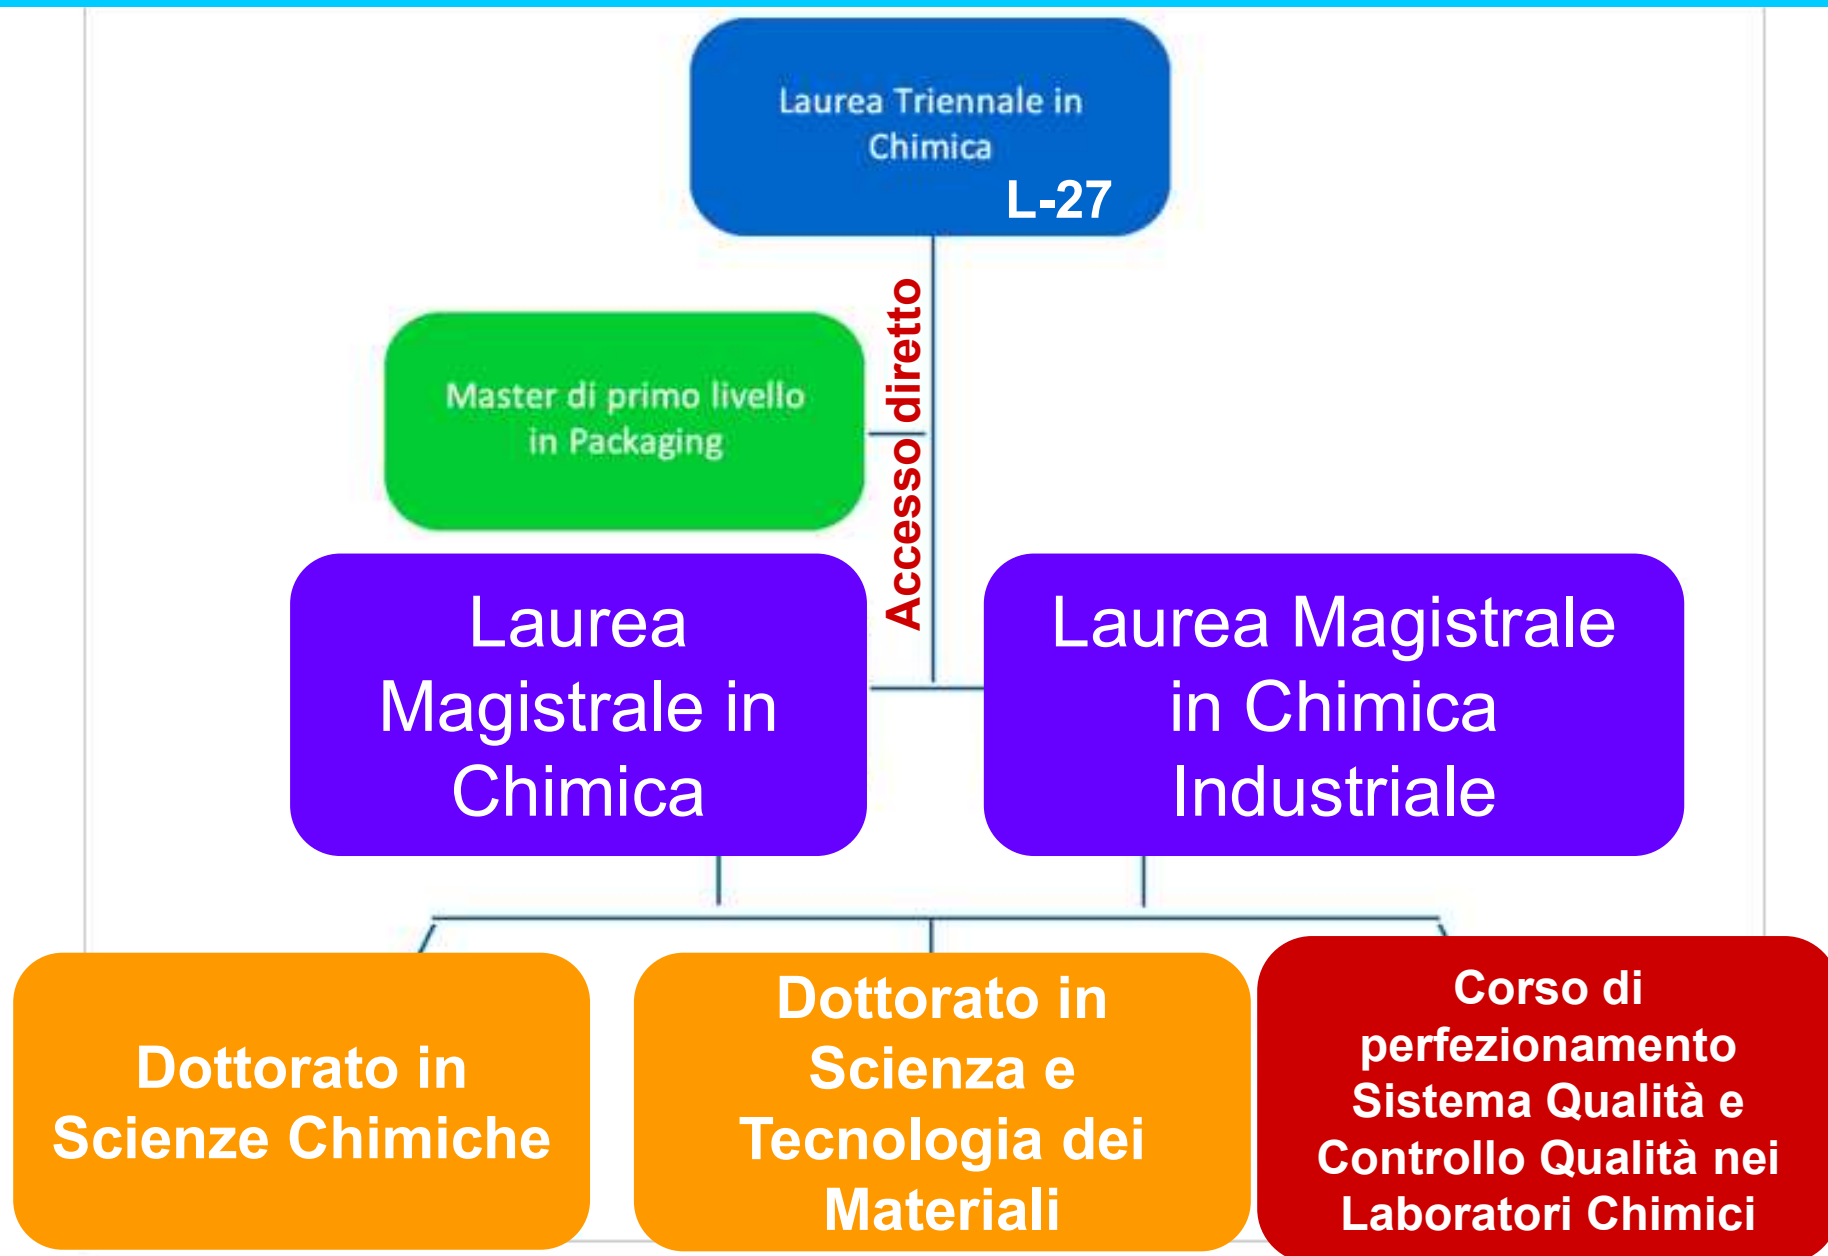 Laurea Triennale in
Chimica
L-27
Accesso diretto
Master di primo livello
in Packaging
Laurea
Magistrale in
Chimica
Laurea Magistrale
in Chimica
Industriale
Dottorato in
Scienze Chimiche
Dottorato in
Scienza e
Tecnologia dei
Materiali
Corso di
perfezionamento
Sistema Qualità e
Controllo Qualità nei
Laboratori Chimici